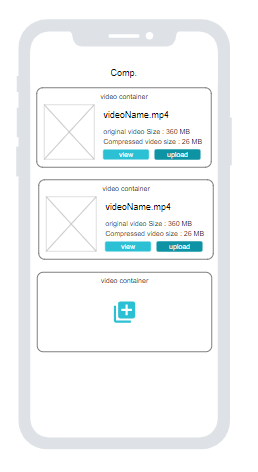 Comp.
video container
videoName.mp4
original video Size : 360 MB
Compressed video size : 26 MB
view upload
video container
videoName.mp4
original video Size : 360 MB
Compressed video size : 26 MB
view upload
video container